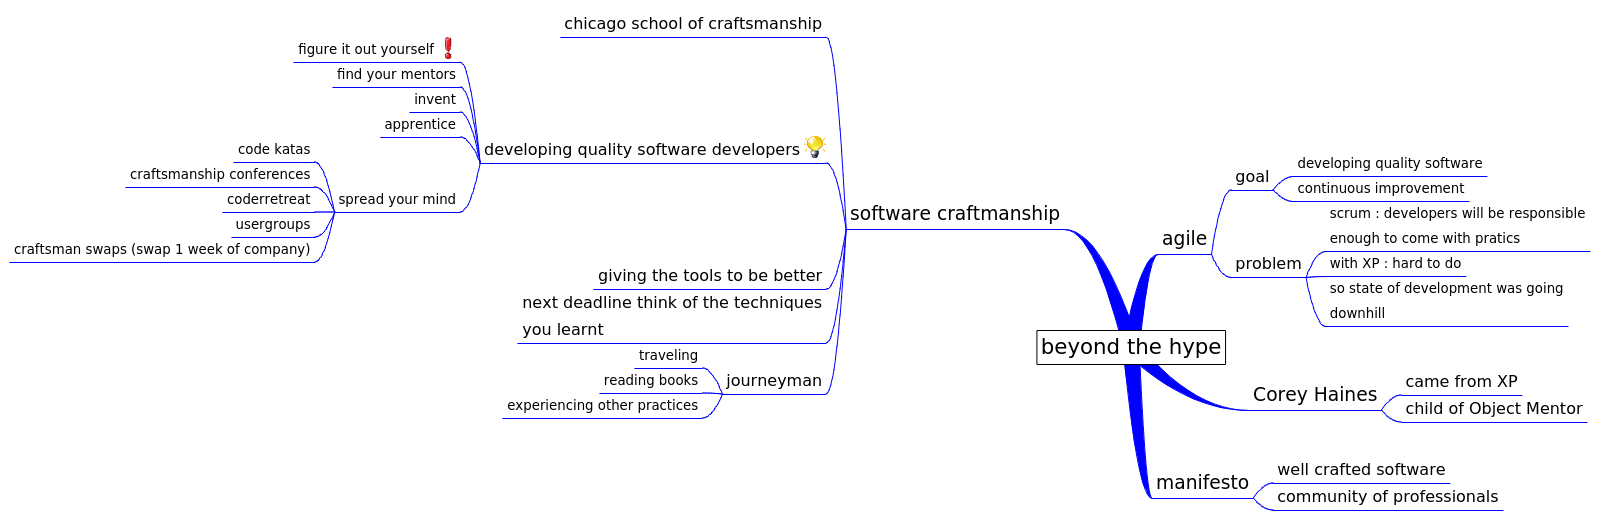 chicago school of craftsmanship
figure it out yourself
find your mentors
invent
apprentice
developing quality software developers
code katas
craftsmanship conferences
coderretreat
usergroups
craftsman swaps (swap 1 week of company)
spread your mind
software craftmanship
giving the tools to be better
next deadline think of the techniques
you learnt
traveling
reading books
experiencing other practices
journeyman
beyond the hype
agile
goal
developing quality software
continuous improvement
problem
scrum : developers will be responsible
enough to come with pratics
with XP : hard to do
so state of development was going
downhill
Corey Haines
came from XP
child of Object Mentor
manifesto
well crafted software
community of professionals